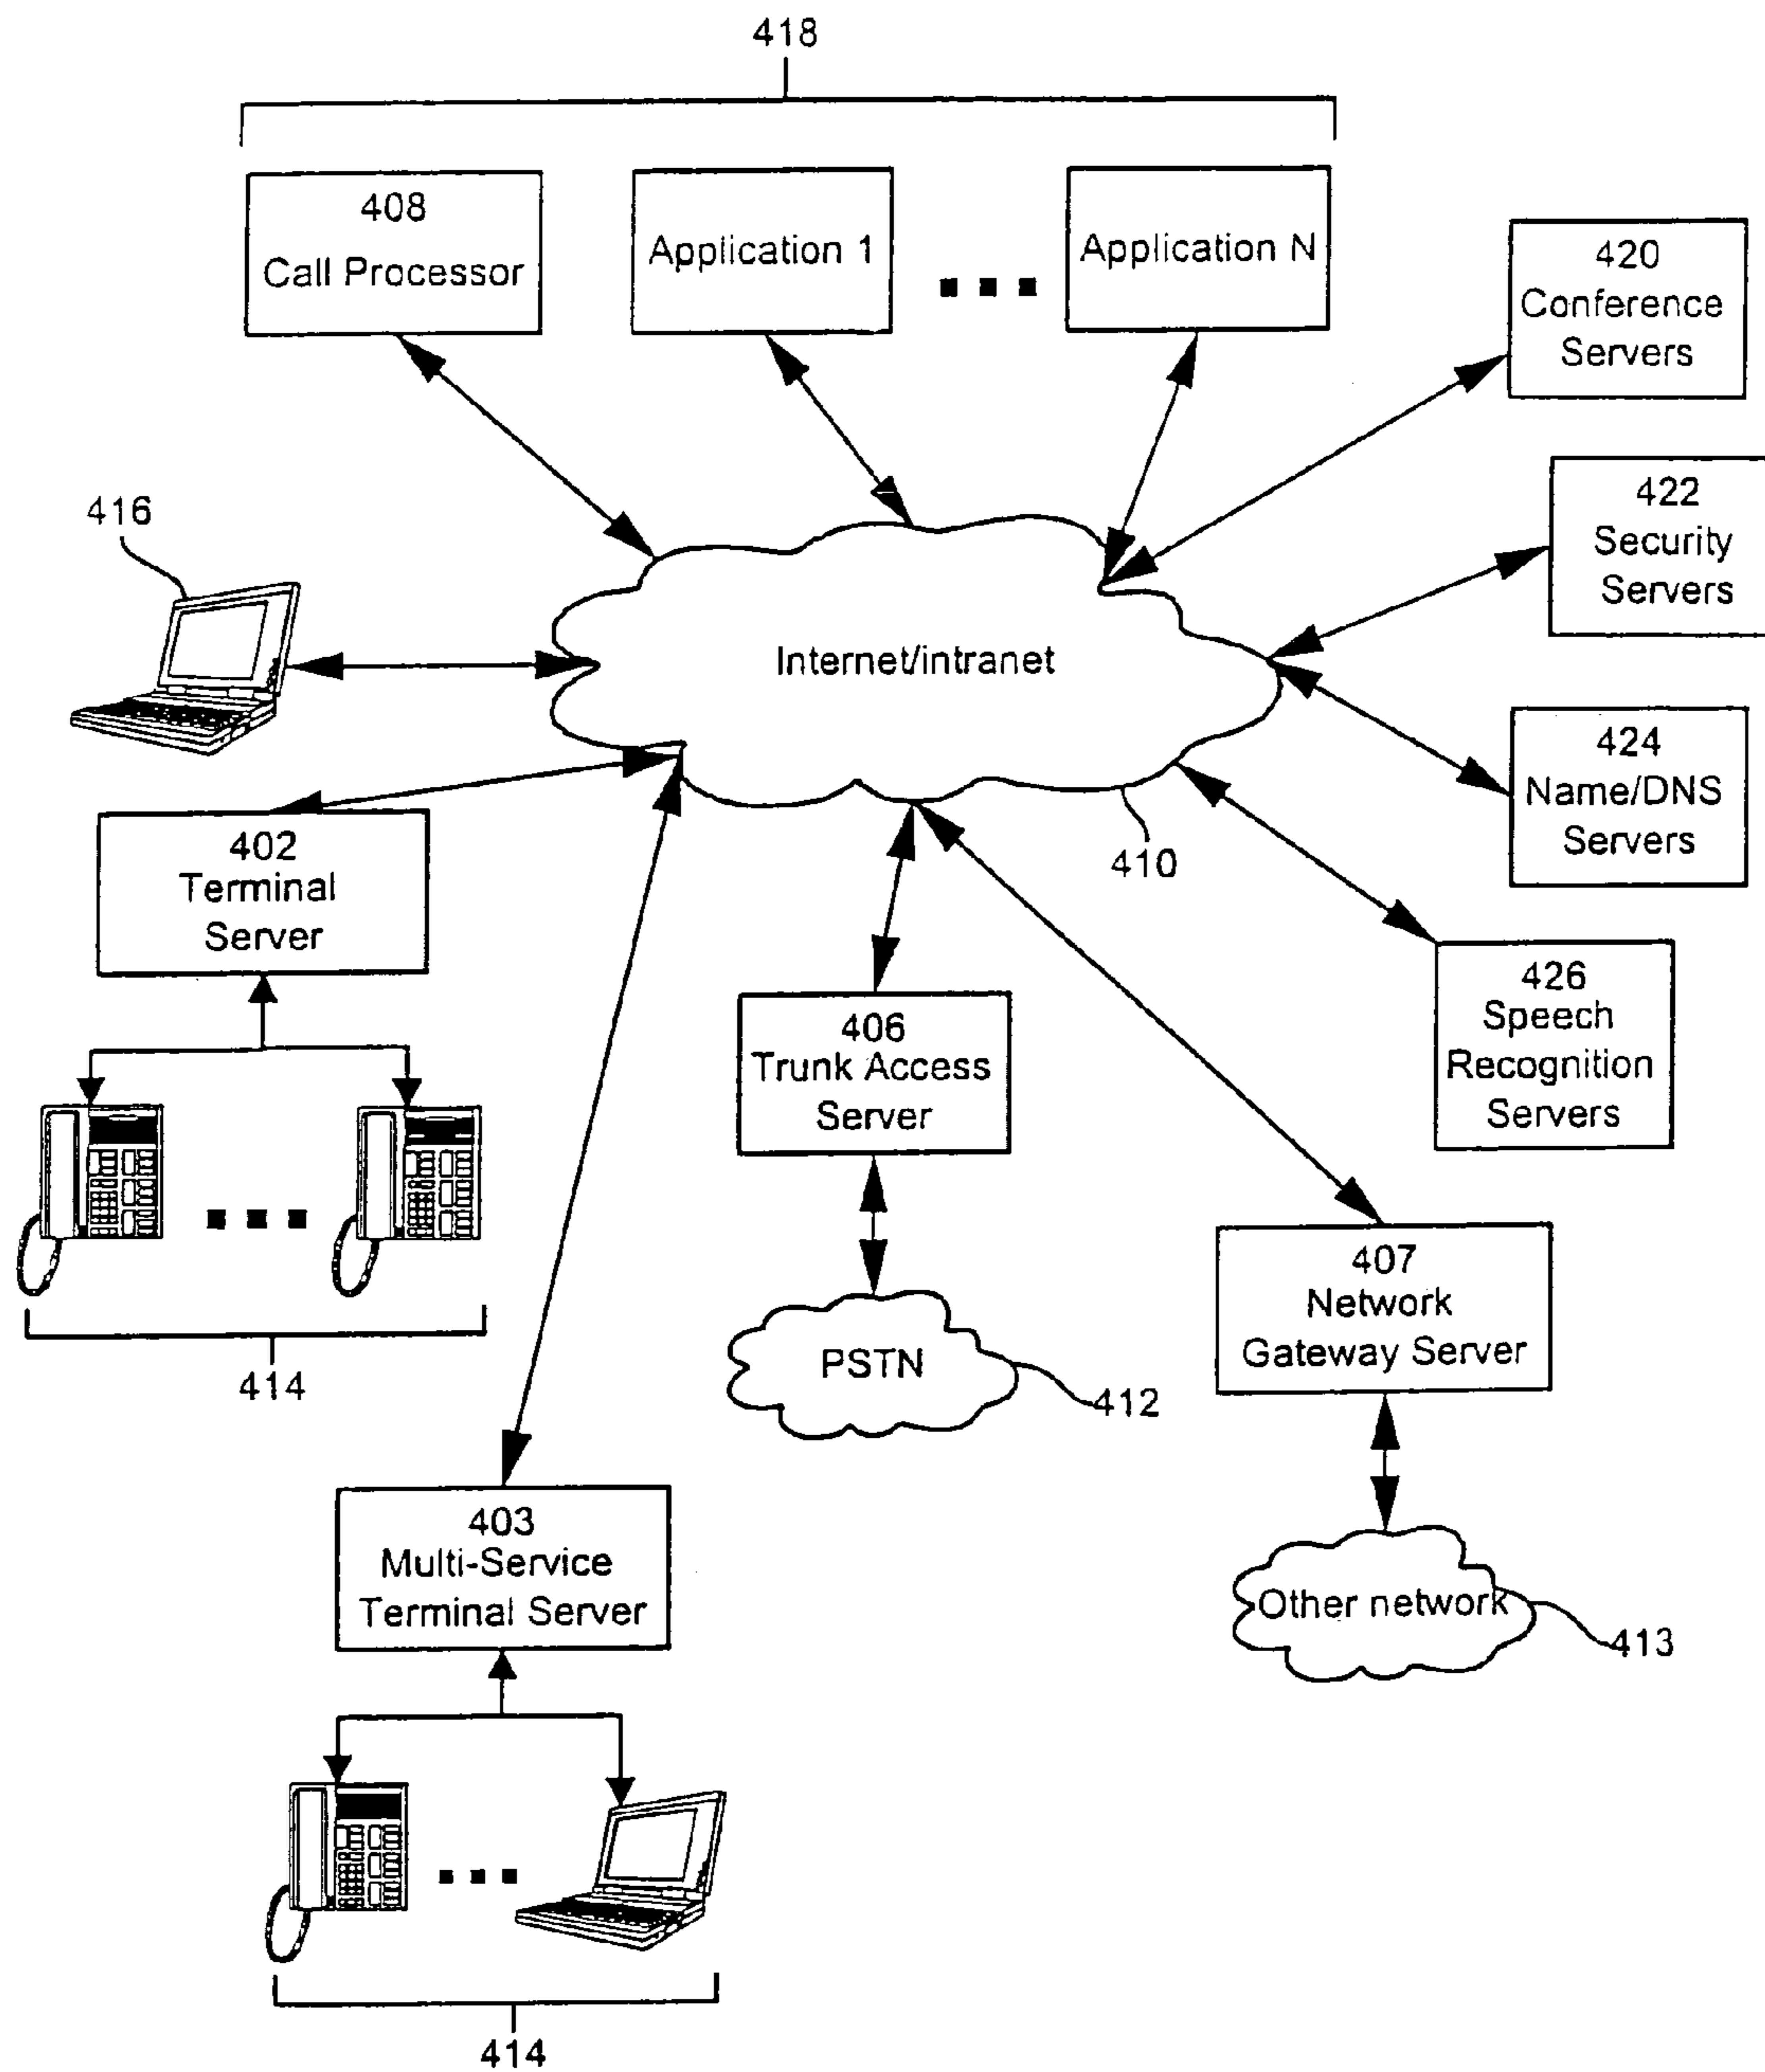 418
408
Call Processor
Application 1
Application N
420
Conference
Servers
416
422
Security
Servers
Internet/intranet
424
Name/DNS
Servers
410
402
Terminal
Server
426
Speech
Recognition
Servers
406
Trunk Access
Server
407
Network
Gateway Server
PSTN
412
414
403
Multi-Service
Terminal Server
Other network
413
414